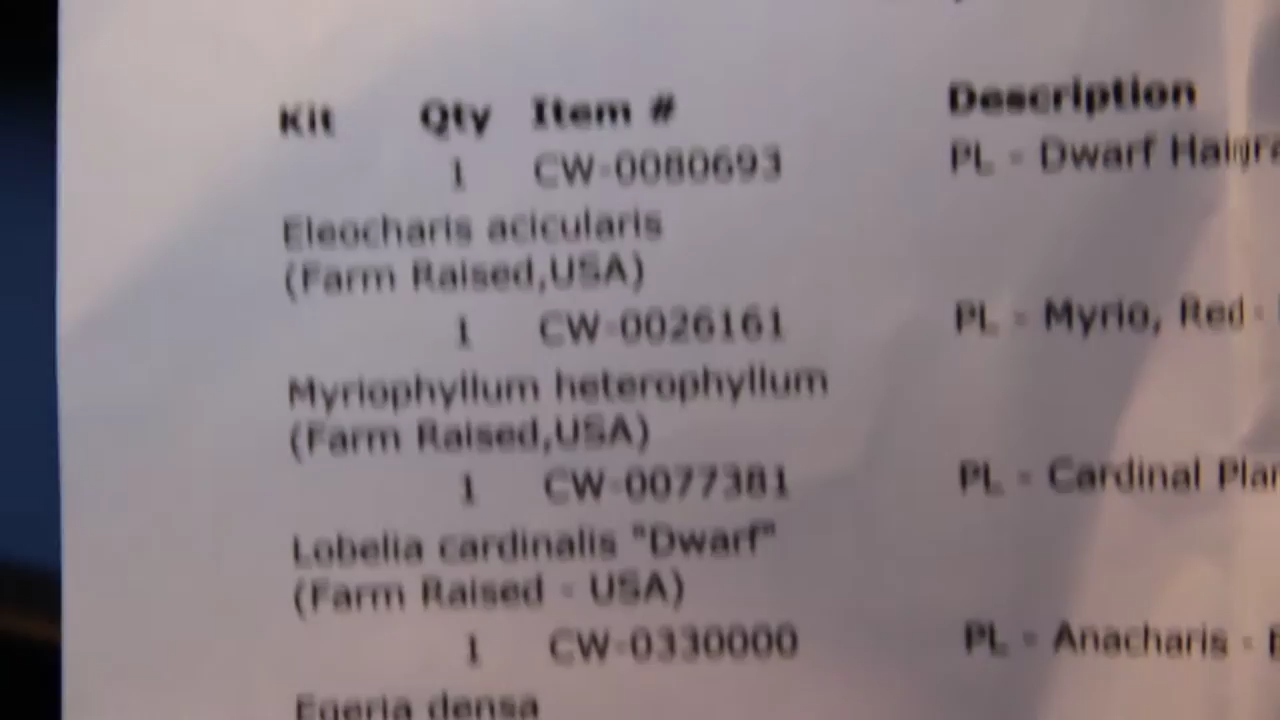 Kit Qty Item # Description
1 CW-0080693 PL - Dwarf
Eleocharis acicularis
(Farm Raised,USA)
1 CW-0026161 PL - Myrio, Red -
Myriophyllum heterophyllum
(Farm Raised,USA)
1 CW-0077381 PL - Cardinal
Lobelia cardinalis "Dwarf"
(Farm Raised - USA)
1 CW-0330000 PL - Anacharis -
Egeria densa